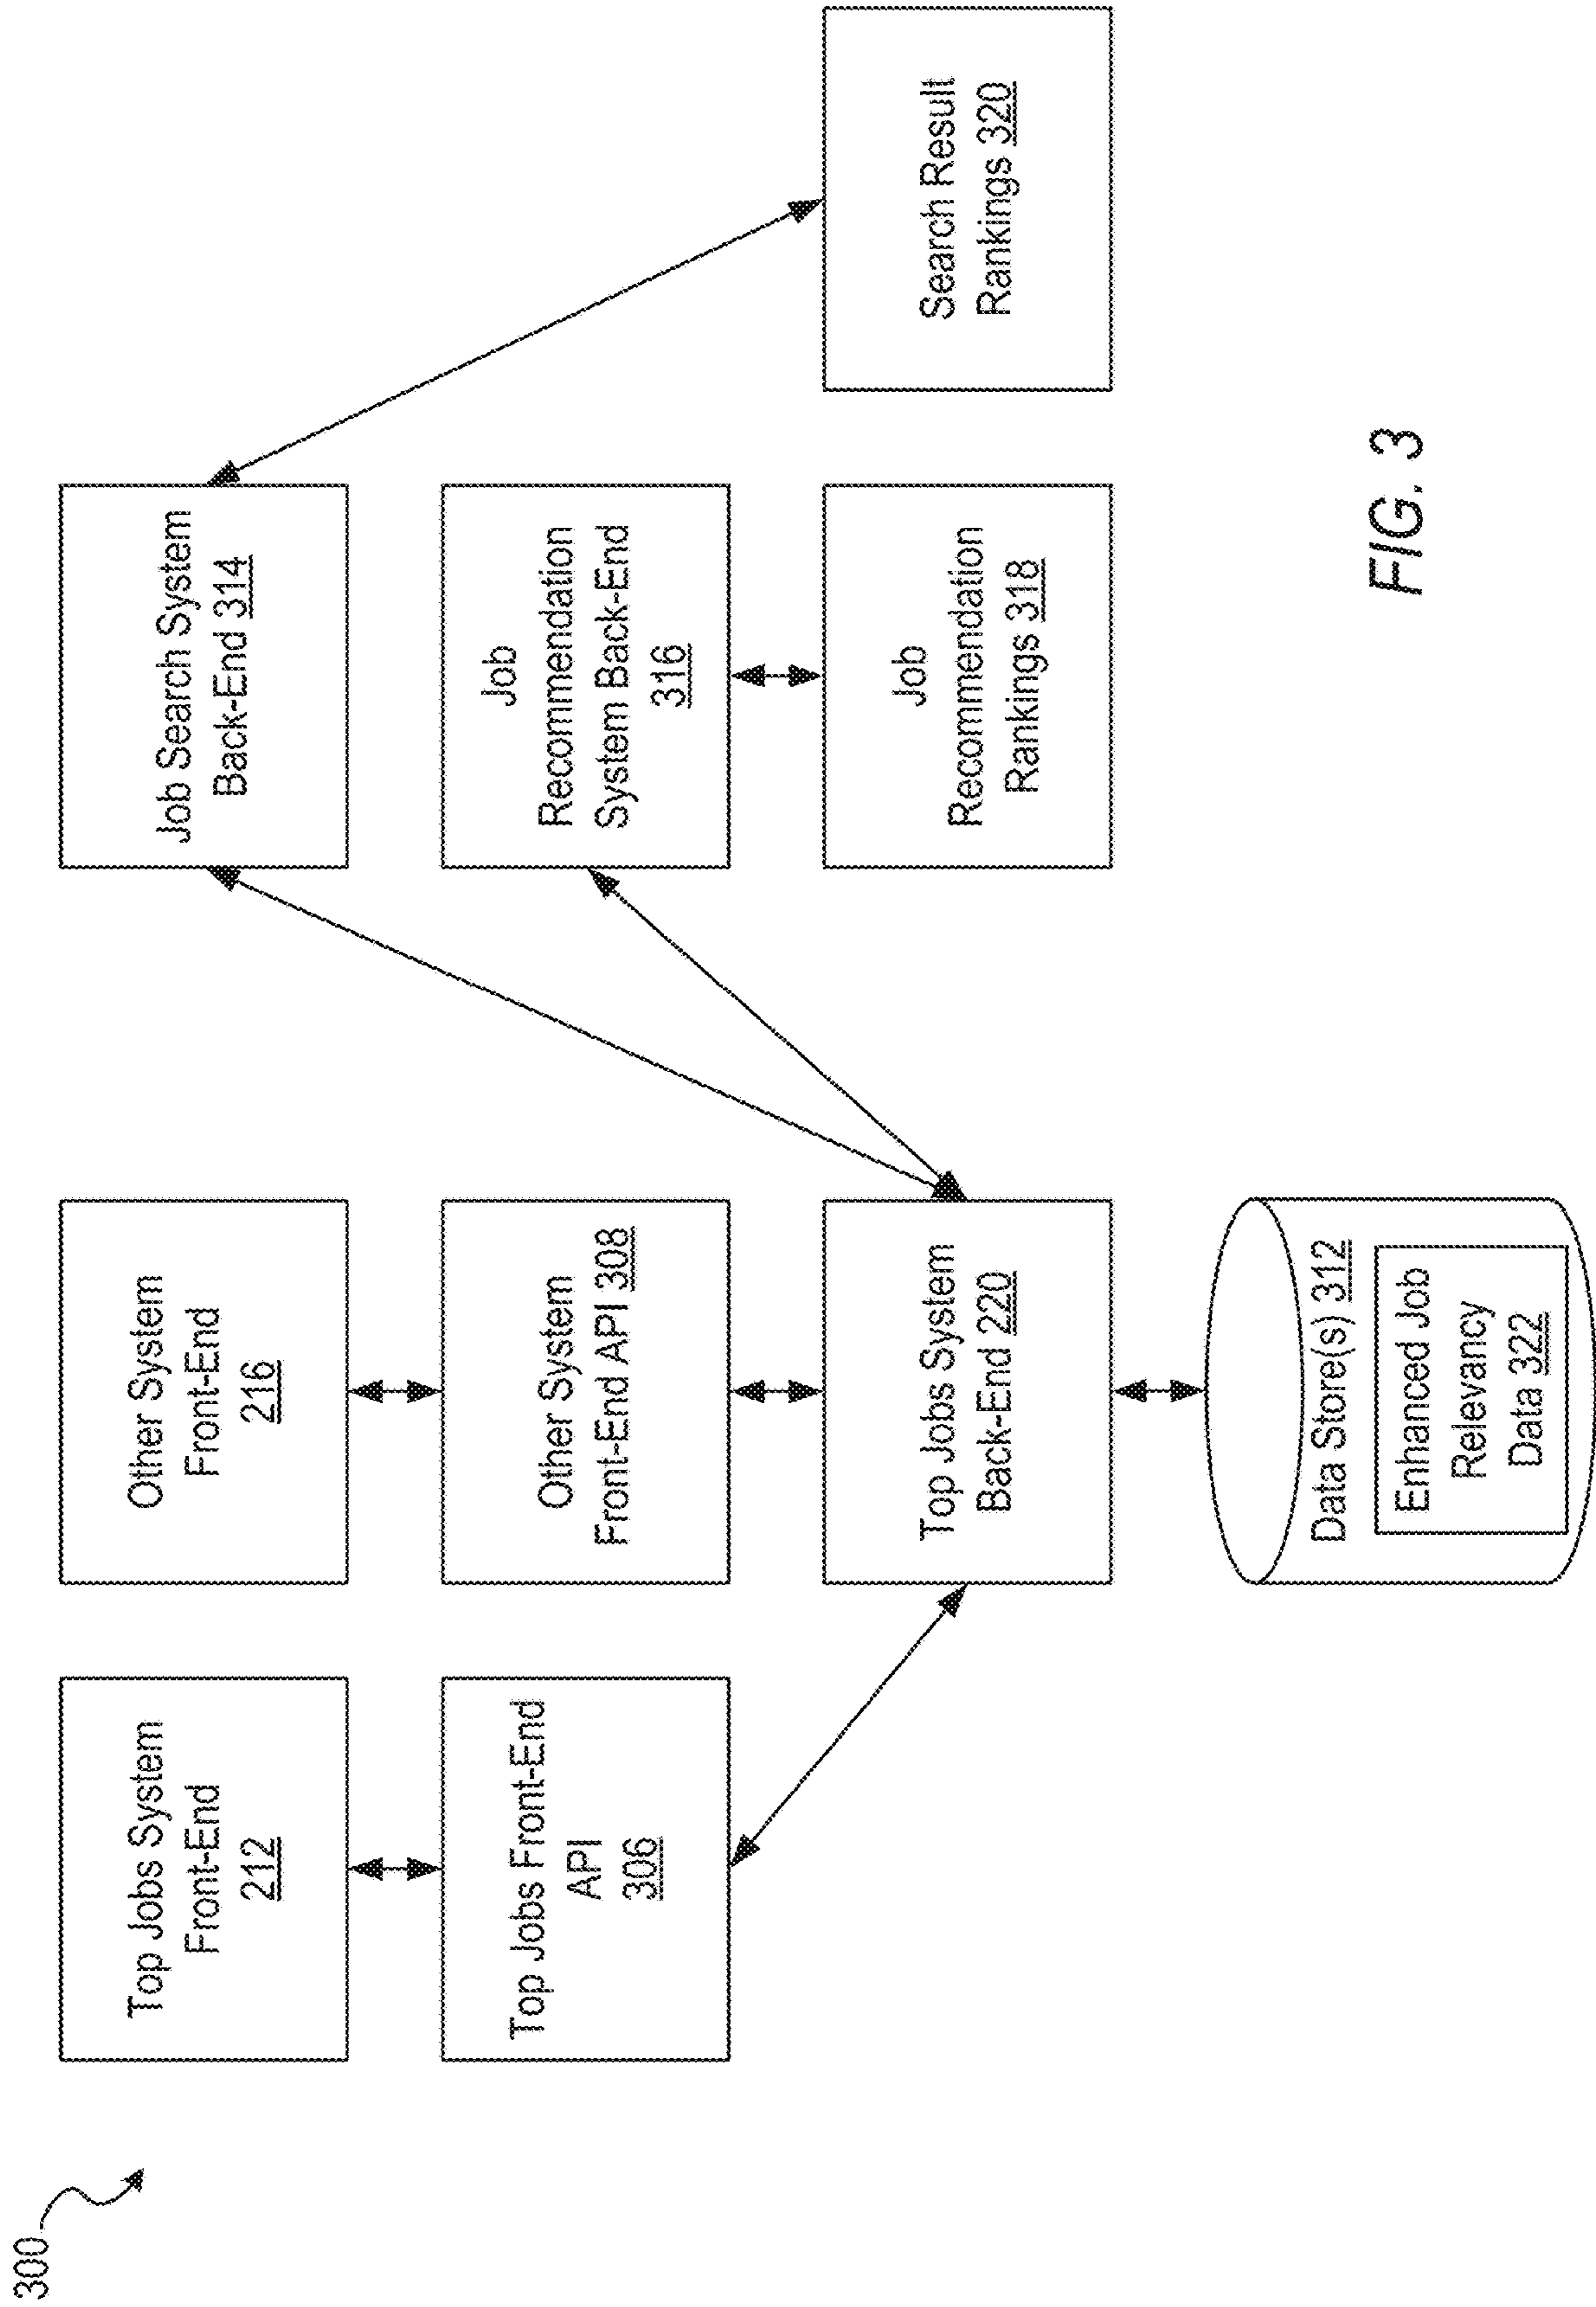 300
Top Jobs System
Front-End
212
Other System
Front-End
216
Job Search System
Back-End 314
Top Jobs Front-End
API
306
Other System
Front-End API 308
Job
Recommendation
System Back-End
316
Top Jobs System
Back-End 220
Job
Recommendation
Rankings 318
Search Result
Rankings 320
Data Store(s) 312
Enhanced Job
Relevancy
Data 322
FIG. 3